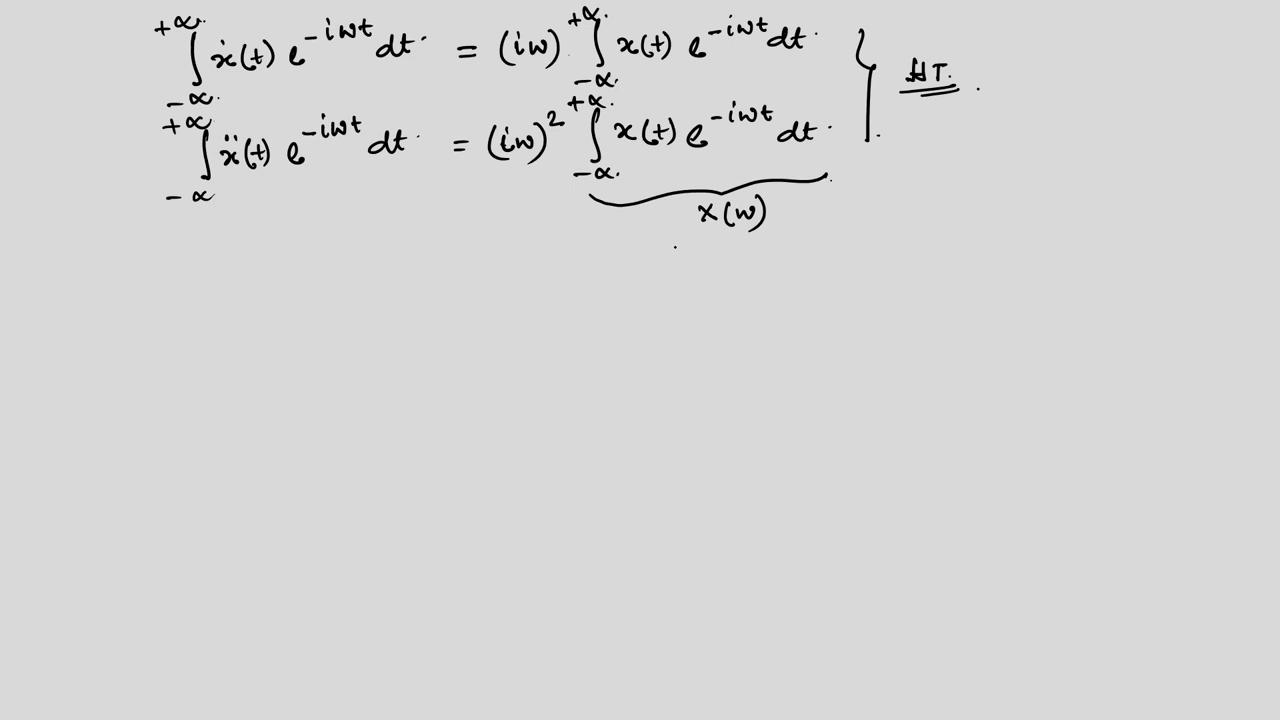 ∫_{-∝}^{+∝} ẋ(t) e^{-iωt} dt = (iω) ∫_{-∝}^{+∝} x(t) e^{-iωt} dt } HT.
∫_{-∝}^{+∝} ẍ(t) e^{-iωt} dt = (iω)² ∫_{-∝}^{+∝} x(t) e^{-iωt} dt
X(ω)